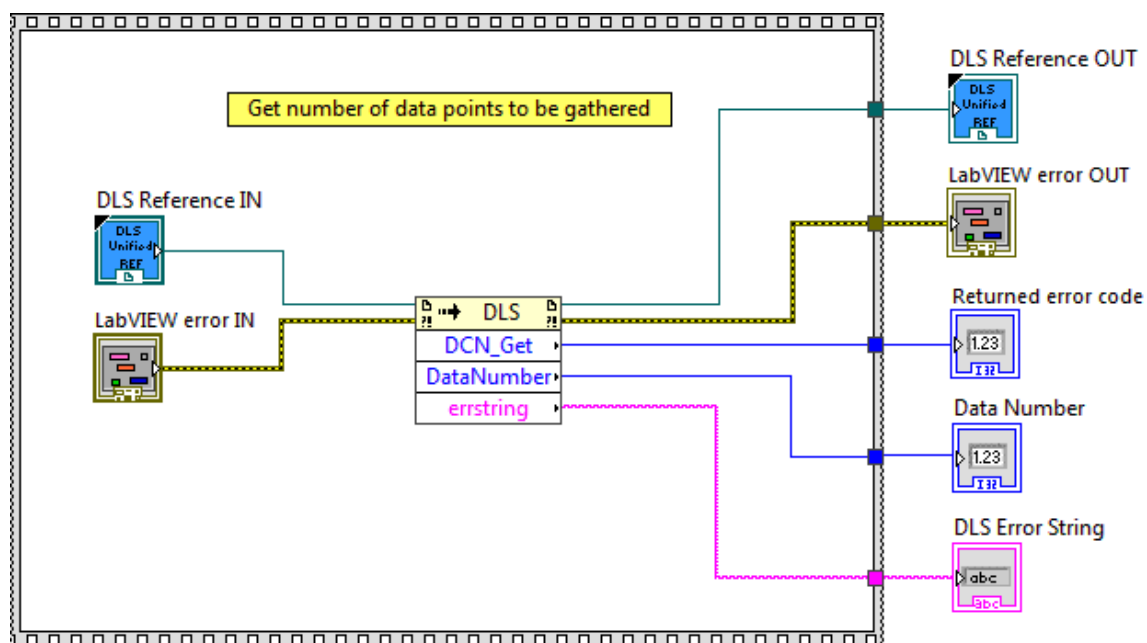 DLS Reference OUT
DLS
Unified
REF
Get number of data points to be gathered
LabVIEW error OUT
DLS Reference IN
DLS
Unified
REF
Returned error code
1.23
I32
LabVIEW error IN
?! DLS ?!
DCN_Get
DataNumber
errstring
Data Number
1.23
I32
DLS Error String
abc
abc